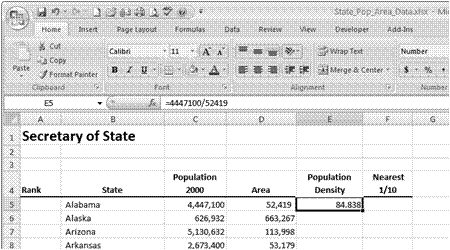 State_Pop_Area_Data.xlsx - Mi
Home Insert Page Layout Formulas Data Review View Developer Add-Ins
Cut Calibri 11 A A Wrap Text Number
Copy
Paste Format Painter B I U A Merge & Center $ % ,
Clipboard Font Alignment Number
E5 =4447100/52419
A B C D E F G
1 Secretary of State
2
3
Population Population Nearest
4 Rank State 2000 Area Density 1/10
5 Alabama 4,447,100 52,419 84.838
6 Alaska 626,932 663,267
7 Arizona 5,130,632 113,998
8 Arkansas 2,673,400 53,179